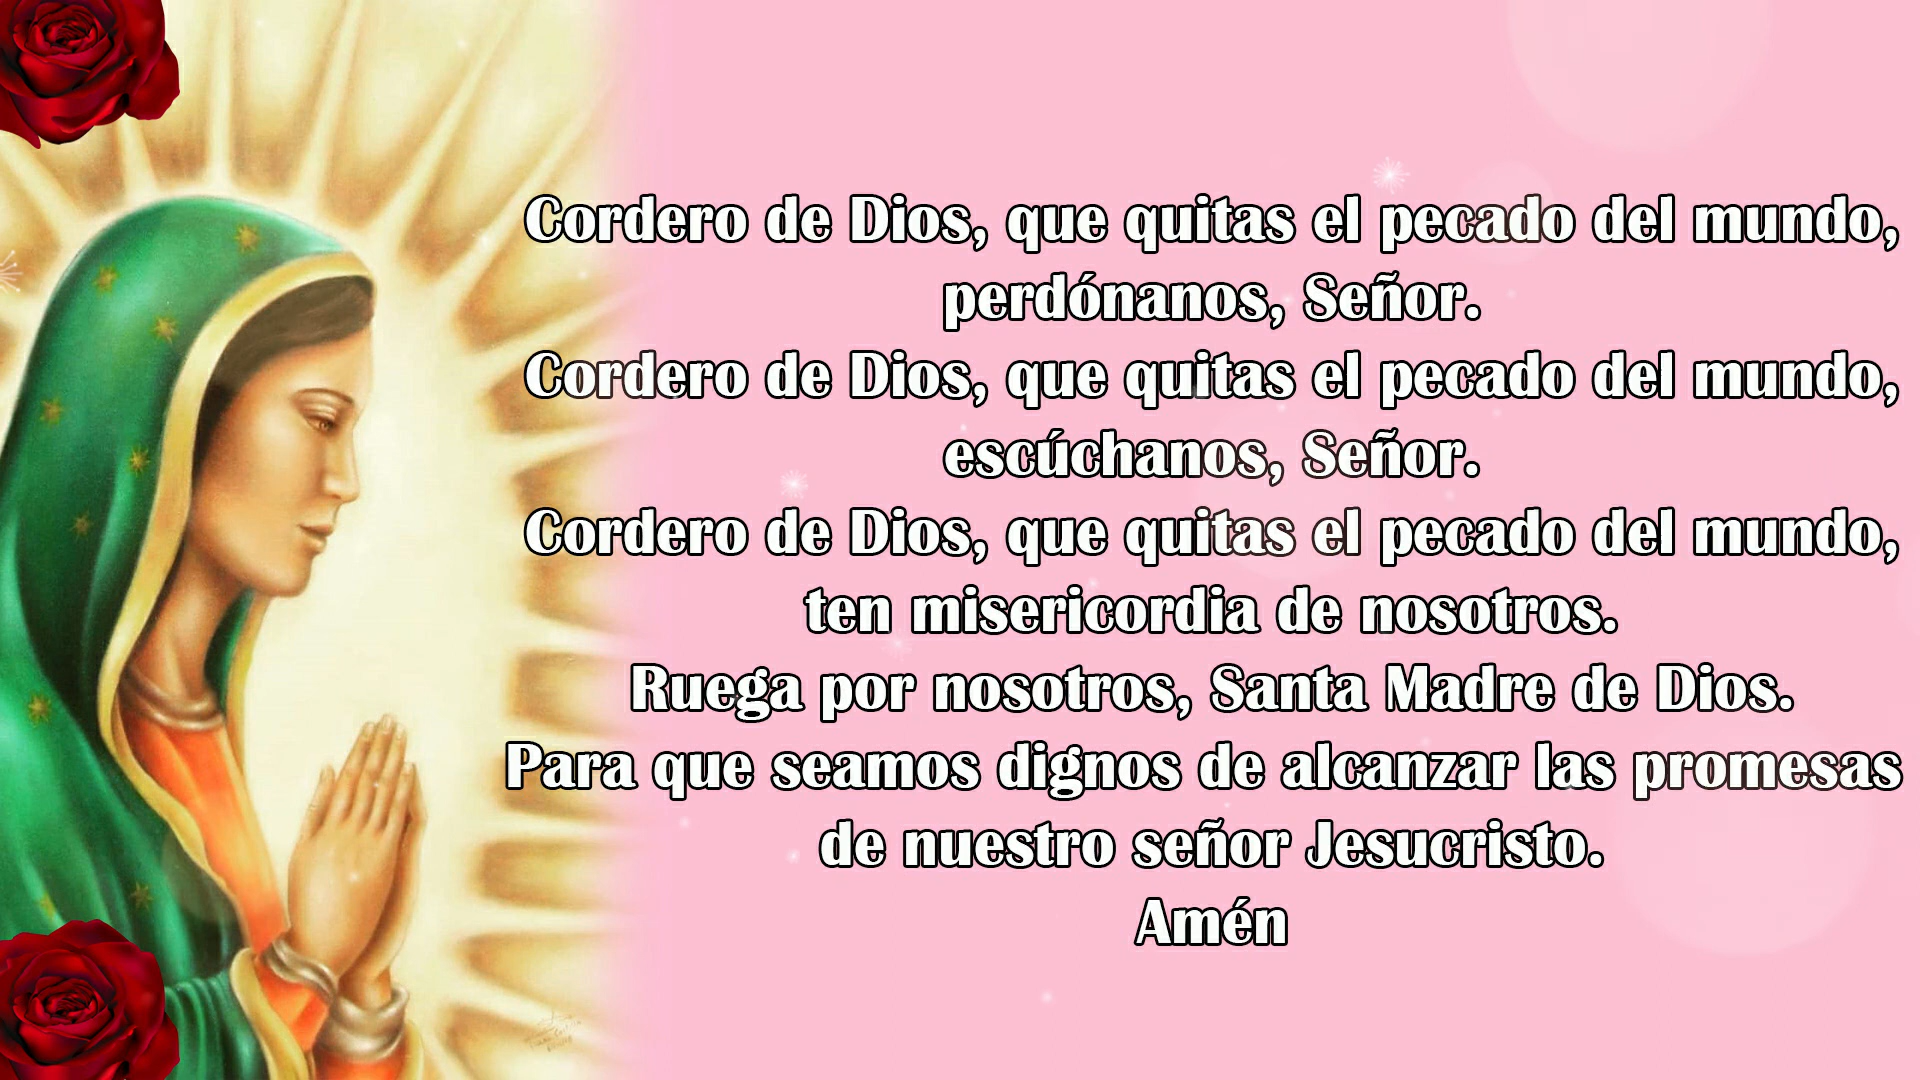 Cordero de Dios, que quitas el pecado del mundo,
perdónanos, Señor.
Cordero de Dios, que quitas el pecado del mundo,
escúchanos, Señor.
Cordero de Dios, que quitas el pecado del mundo,
ten misericordia de nosotros.
Ruega por nosotros, Santa Madre de Dios.
Para que seamos dignos de alcanzar las promesas
de nuestro señor Jesucristo.
Amén